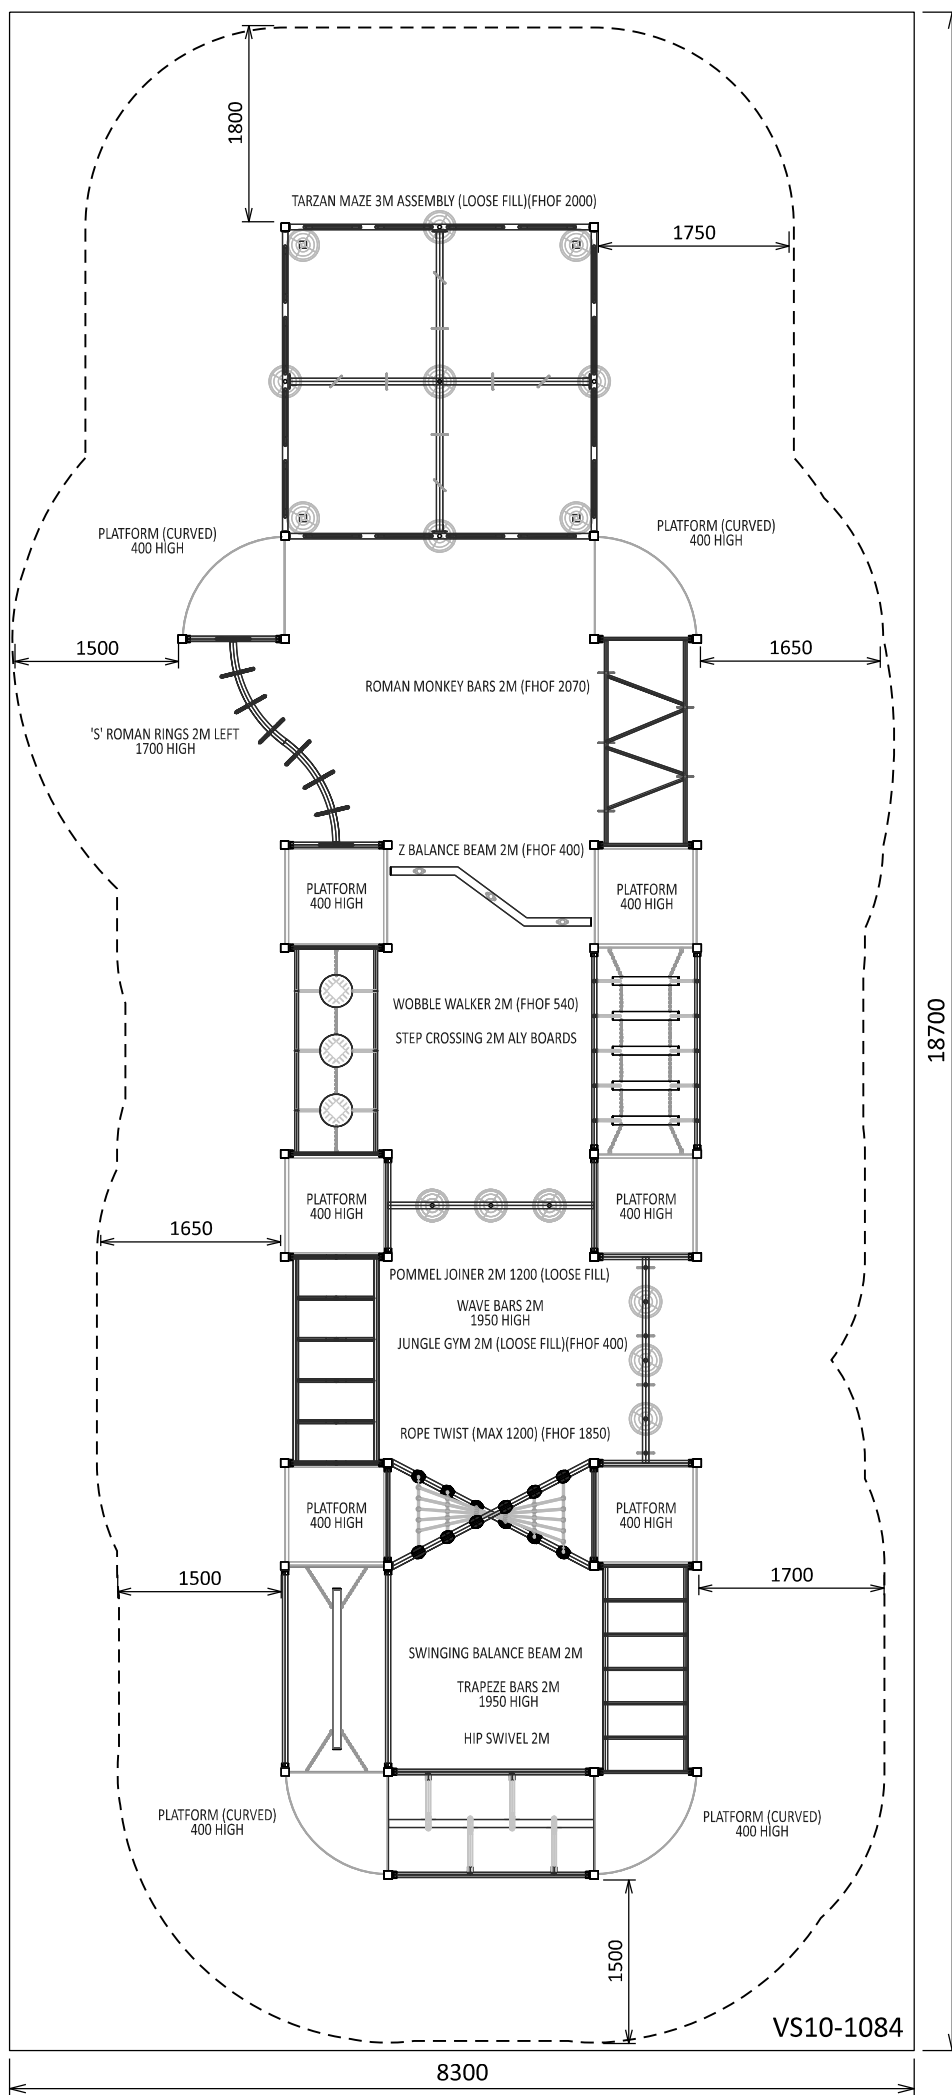 1800
TARZAN MAZE 3M ASSEMBLY (LOOSE FILL)(FHOF 2000)
1750
PLATFORM (CURVED)
400 HIGH
PLATFORM (CURVED)
400 HIGH
1500
1650
ROMAN MONKEY BARS 2M (FHOF 2070)
'S' ROMAN RINGS 2M LEFT
1700 HIGH
Z BALANCE BEAM 2M (FHOF 400)
PLATFORM
400 HIGH
PLATFORM
400 HIGH
WOBBLE WALKER 2M (FHOF 540)
STEP CROSSING 2M ALY BOARDS
18700
PLATFORM
400 HIGH
PLATFORM
400 HIGH
1650
POMMEL JOINER 2M 1200 (LOOSE FILL)
WAVE BARS 2M
1950 HIGH
JUNGLE GYM 2M (LOOSE FILL)(FHOF 400)
ROPE TWIST (MAX 1200) (FHOF 1850)
PLATFORM
400 HIGH
PLATFORM
400 HIGH
1500
1700
SWINGING BALANCE BEAM 2M
TRAPEZE BARS 2M
1950 HIGH
HIP SWIVEL 2M
PLATFORM (CURVED)
400 HIGH
PLATFORM (CURVED)
400 HIGH
1500
VS10-1084
8300